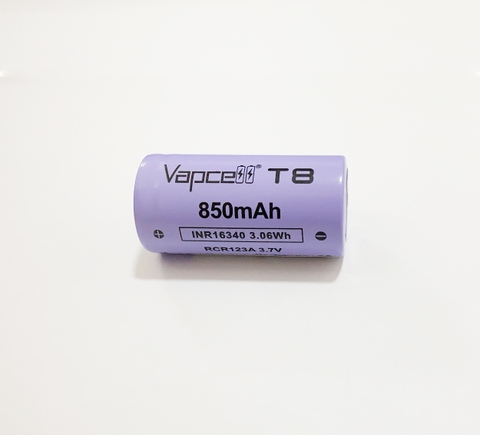 Vapcell® T8
850mAh
+ INR16340 3.06Wh −
RCR123A 3.7V